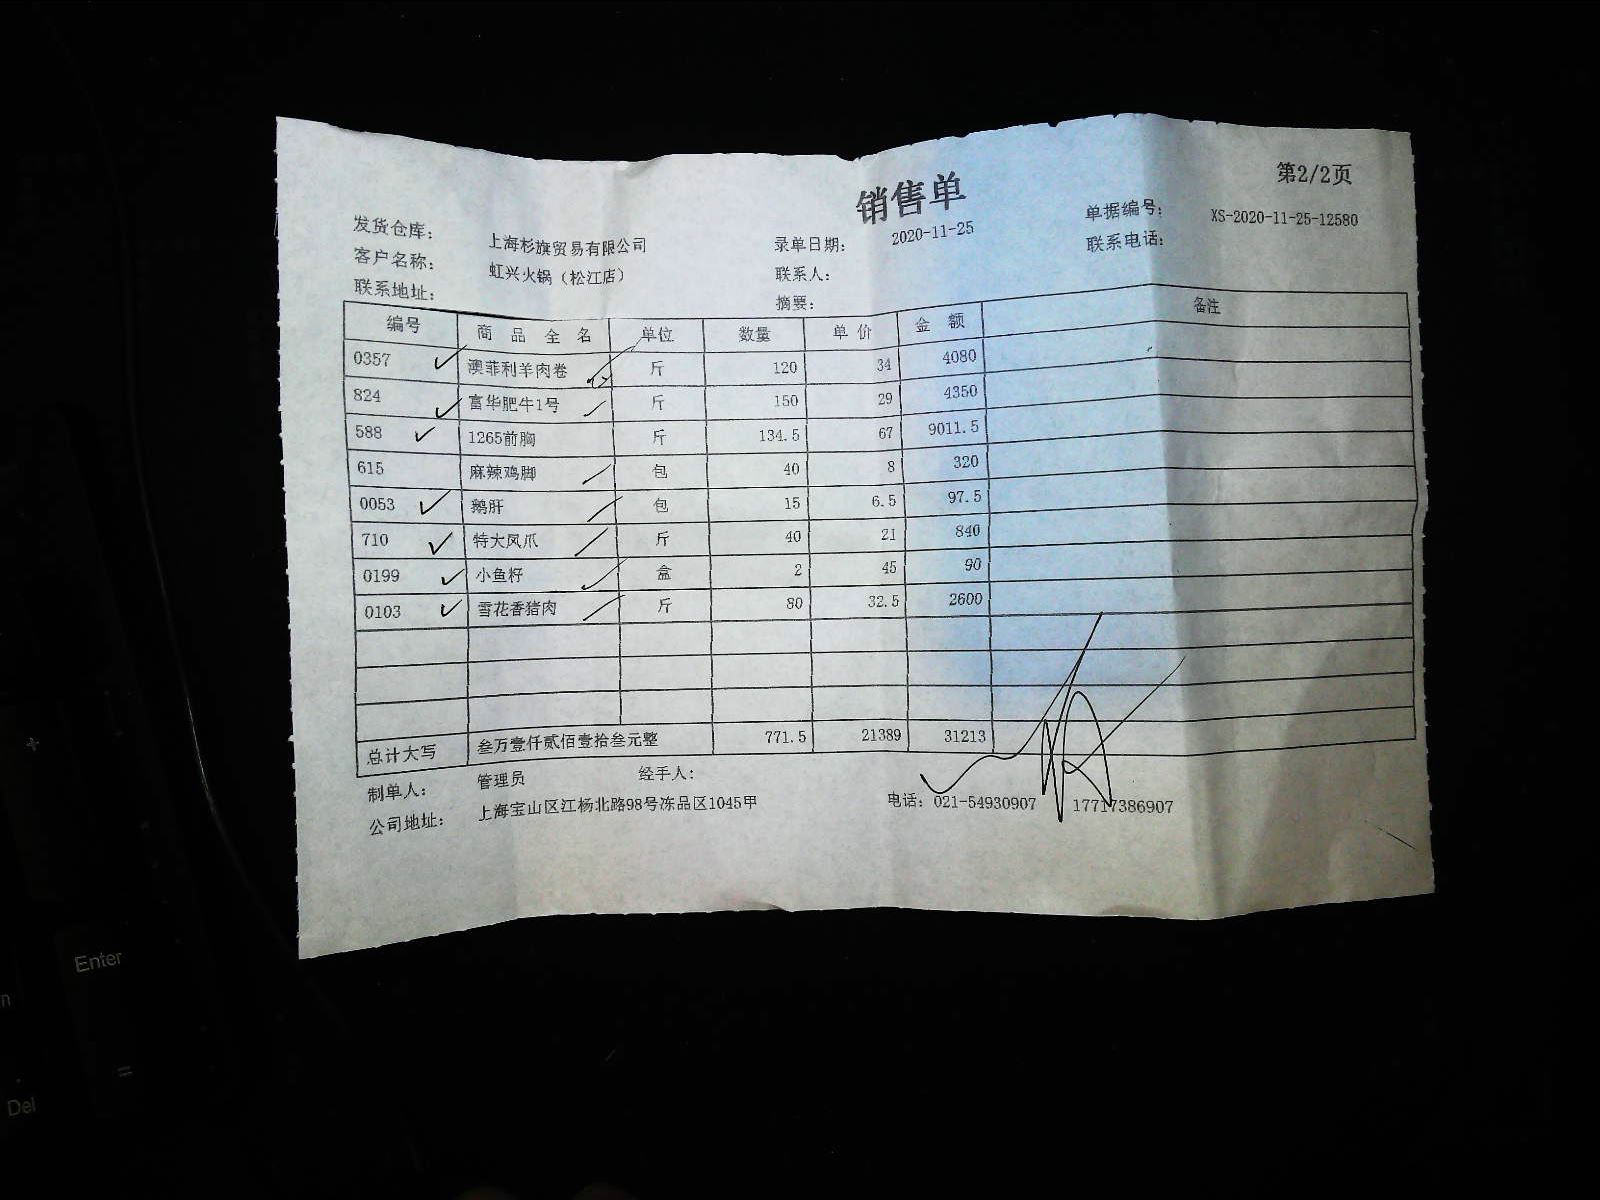 第2/2页
销售单
发货仓库： 上海杉旗贸易有限公司 录单日期： 2020-11-25 单据编号： XS-2020-11-25-12580
客户名称： 虹兴火锅（松江店） 联系人： 联系电话：
联系地址： 摘要：
编号 商品全名 单位 数量 单价 金额 备注
0357 澳菲利羊肉卷 斤 120 34 4080
824 富华肥牛1号 斤 150 29 4350
588 1265前胸 斤 134.5 67 9011.5
615 麻辣鸡脚 包 40 8 320
0053 鹅肝 包 15 6.5 97.5
710 特大凤爪 斤 40 21 840
0199 小鱼籽 盒 2 45 90
0103 雪花香猪肉 斤 80 32.5 2600
总计大写 叁万壹仟贰佰壹拾叁元整 771.5 21389 31213
制单人： 管理员 经手人：
公司地址： 上海宝山区江杨北路98号冻品区1045甲 电话：021-54930907 17717386907
+
Enter
n
=
Del